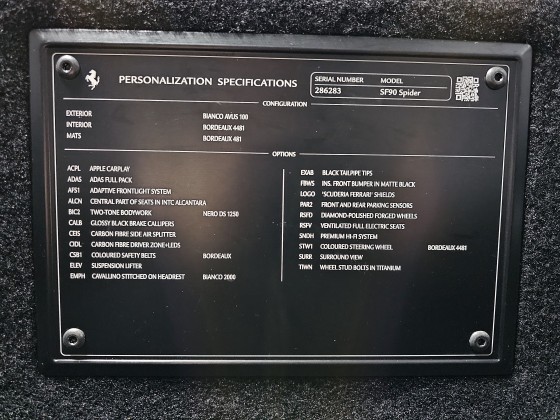 PERSONALIZATION SPECIFICATIONS
SERIAL NUMBER MODEL
286283 SF90 Spider
CONFIGURATION
EXTERIOR BIANCO AVUS 100
INTERIOR BORDEAUX 4481
MATS BORDEAUX 481
OPTIONS
ACPL APPLE CARPLAY
ADAS ADAS FULL PACK
AFS1 ADAPTIVE FRONTLIGHT SYSTEM
ALCN CENTRAL PART OF SEATS IN INTC ALCANTARA
BIC2 TWO-TONE BODYWORK NERO DS 1250
CALB GLOSSY BLACK BRAKE CALIPERS
CEIS CARBON FIBRE SIDE AIR SPLITTER
CIDL CARBON FIBRE DRIVER ZONE+LEDS
CSB1 COLOURED SAFETY BELTS BORDEAUX
ELEV SUSPENSION LIFTER
EMPH CAVALLINO STITCHED ON HEADREST BIANCO 2000
EXAB BLACK TAILPIPE TIPS
FBWS INS. FRONT BUMPER IN MATTE BLACK
LOGO 'SCUDERIA FERRARI' SHIELDS
PAR2 FRONT AND REAR PARKING SENSORS
RSFD DIAMOND-POLISHED FORGED WHEELS
RSFV VENTILATED FULL ELECTRIC SEATS
SNDH PREMIUM HI-FI SYSTEM
STW1 COLOURED STEERING WHEEL BORDEAUX 4481
SURR SURROUND VIEW
TIWN WHEEL STUD BOLTS IN TITANIUM